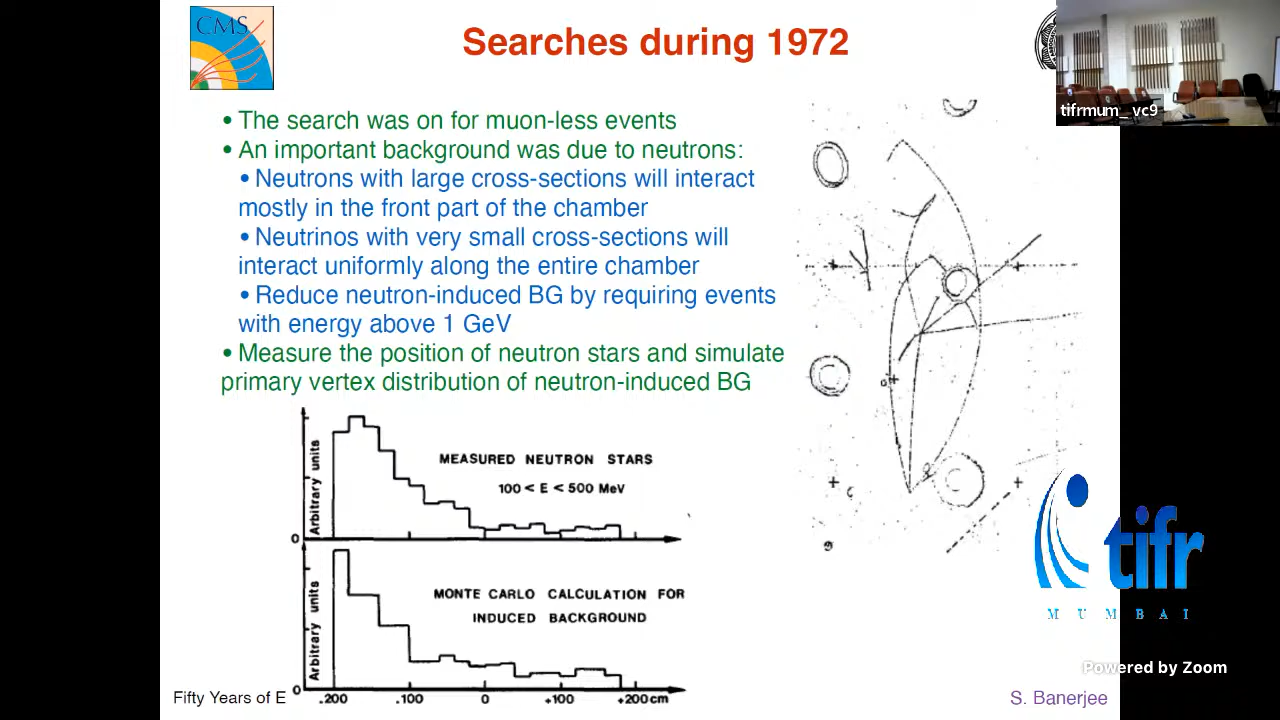 CMS
Searches during 1972
tifrmum_ vc9
• The search was on for muon-less events
• An important background was due to neutrons:
• Neutrons with large cross-sections will interact
mostly in the front part of the chamber
• Neutrinos with very small cross-sections will
interact uniformly along the entire chamber
• Reduce neutron-induced BG by requiring events
with energy above 1 GeV
• Measure the position of neutron stars and simulate
primary vertex distribution of neutron-induced BG
Arbitrary units
MEASURED NEUTRON STARS
100 < E < 500 MeV
0
Arbitrary units
MONTE CARLO CALCULATION FOR
INDUCED BACKGROUND
0
.200 .100 0 +100 +200cm
tifr
MUMBAI
Powered by Zoom
Fifty Years of E
S. Banerjee